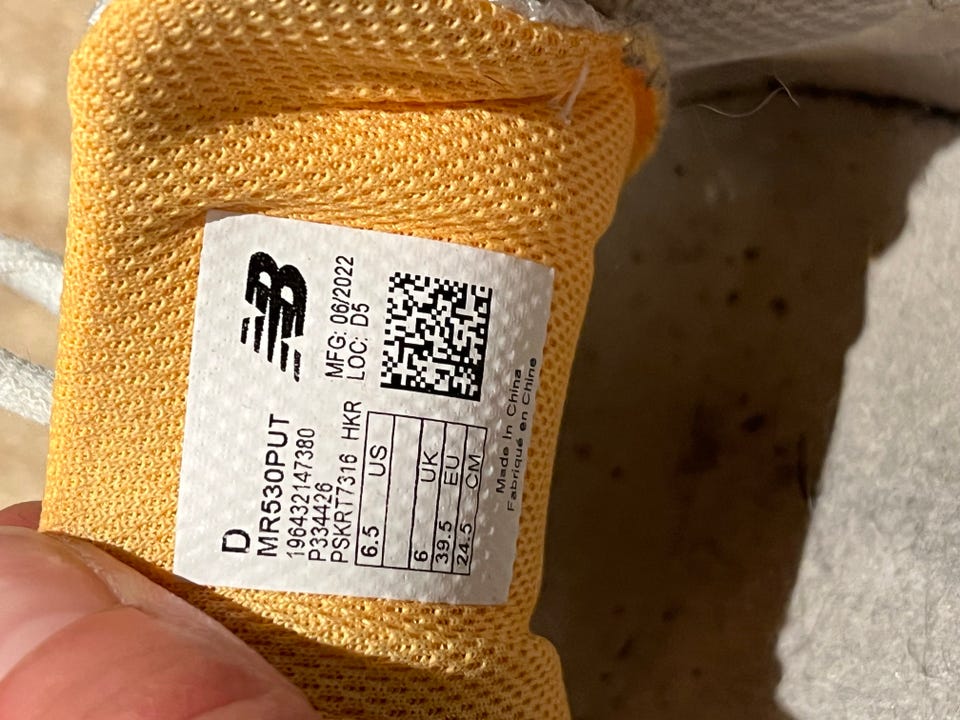 NB
MFG: 06/2022
LOC: D5
D
MR530PUT
196432147380
P334426
PSKRT7316 HKR
6.5 US
6 UK
39.5 EU
24.5 CM
Made In China
Fabriqué en Chine